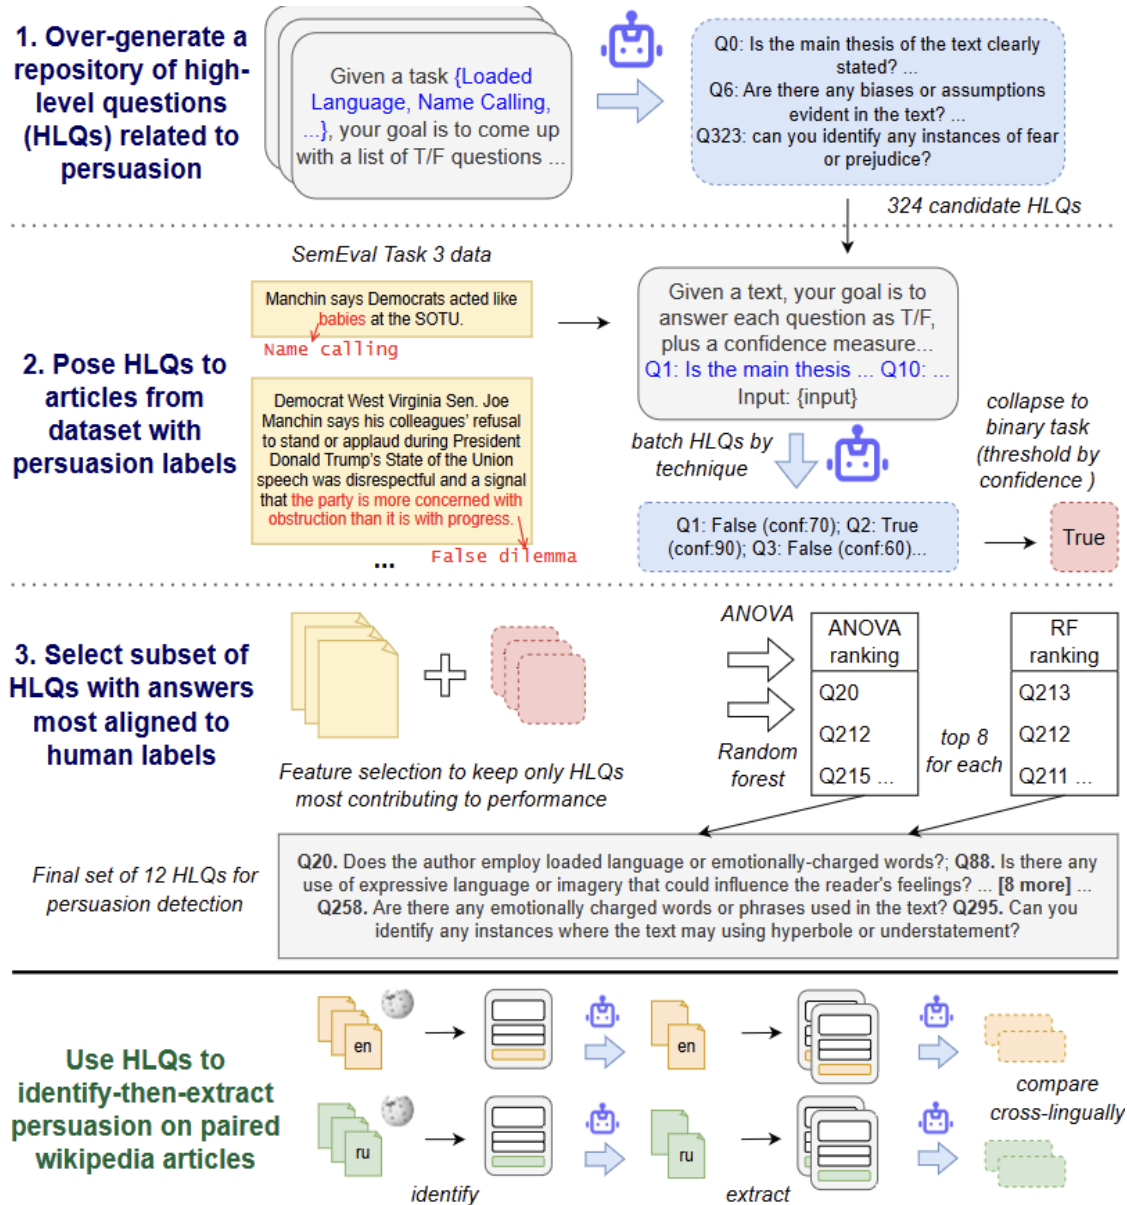 1. Over-generate a
repository of high-
level questions
(HLQs) related to
persuasion
Given a task {Loaded
Language, Name Calling,
...}, your goal is to come up
with a list of T/F questions ...
Q0: Is the main thesis of the text clearly
stated? ...
Q6: Are there any biases or assumptions
evident in the text? ...
Q323: can you identify any instances of fear
or prejudice?
324 candidate HLQs
SemEval Task 3 data
2. Pose HLQs to
articles from
dataset with
persuasion labels
Manchin says Democrats acted like
babies at the SOTU.
Name calling
Democrat West Virginia Sen. Joe
Manchin says his colleagues' refusal
to stand or applaud during President
Donald Trump's State of the Union
speech was disrespectful and a signal
that the party is more concerned with
obstruction than it is with progress.
False dilemma
...
Given a text, your goal is to
answer each question as T/F,
plus a confidence measure...
Q1: Is the main thesis ... Q10: ...
Input: {input}
batch HLQs by
technique
collapse to
binary task
(threshold by
confidence )
Q1: False (conf:70); Q2: True
(conf:90); Q3: False (conf:60)...
True
3. Select subset of
HLQs with answers
most aligned to
human labels
Feature selection to keep only HLQs
most contributing to performance
ANOVA
Random
forest
ANOVA
ranking
Q20
Q212
Q215 ...
top 8
for each
RF
ranking
Q213
Q212
Q211 ...
Final set of 12 HLQs for
persuasion detection
Q20. Does the author employ loaded language or emotionally-charged words?; Q88. Is there any
use of expressive language or imagery that could influence the reader's feelings? ... [8 more] ...
Q258. Are there any emotionally charged words or phrases used in the text? Q295. Can you
identify any instances where the text may using hyperbole or understatement?
Use HLQs to
identify-then-extract
persuasion on paired
wikipedia articles
en
en
ru
ru
identify
extract
compare
cross-lingually